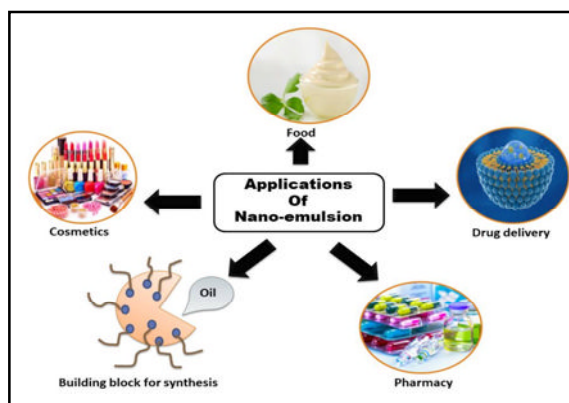 Food
Applications
Of
Nano-emulsion
Cosmetics
Drug delivery
Oil
Building block for synthesis
Pharmacy